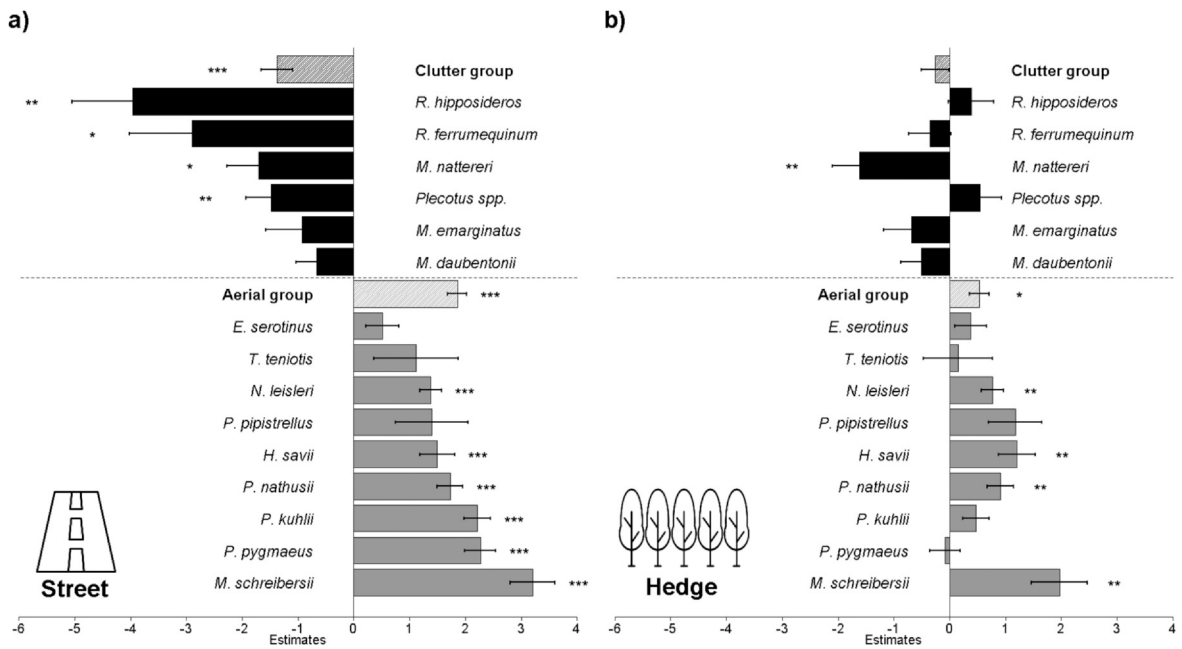 a)
*** Clutter group
** R. hipposideros
* R. ferrumequinum
* M. nattereri
** Plecotus spp.
M. emarginatus
M. daubentonii
Aerial group ***
E. serotinus
T. teniotis
N. leisleri ***
P. pipistrellus
H. savii ***
P. nathusii ***
P. kuhlii ***
P. pygmaeus ***
M. schreibersii ***
Street
-6 -5 -4 -3 -2 -1 0 1 2 3 4
Estimates
b)
Clutter group
R. hipposideros
R. ferrumequinum
** M. nattereri
Plecotus spp.
M. emarginatus
M. daubentonii
Aerial group *
E. serotinus
T. teniotis
N. leisleri **
P. pipistrellus
H. savii **
P. nathusii **
P. kuhlii
P. pygmaeus
M. schreibersii **
Hedge
-6 -5 -4 -3 -2 -1 0 1 2 3 4
Estimates